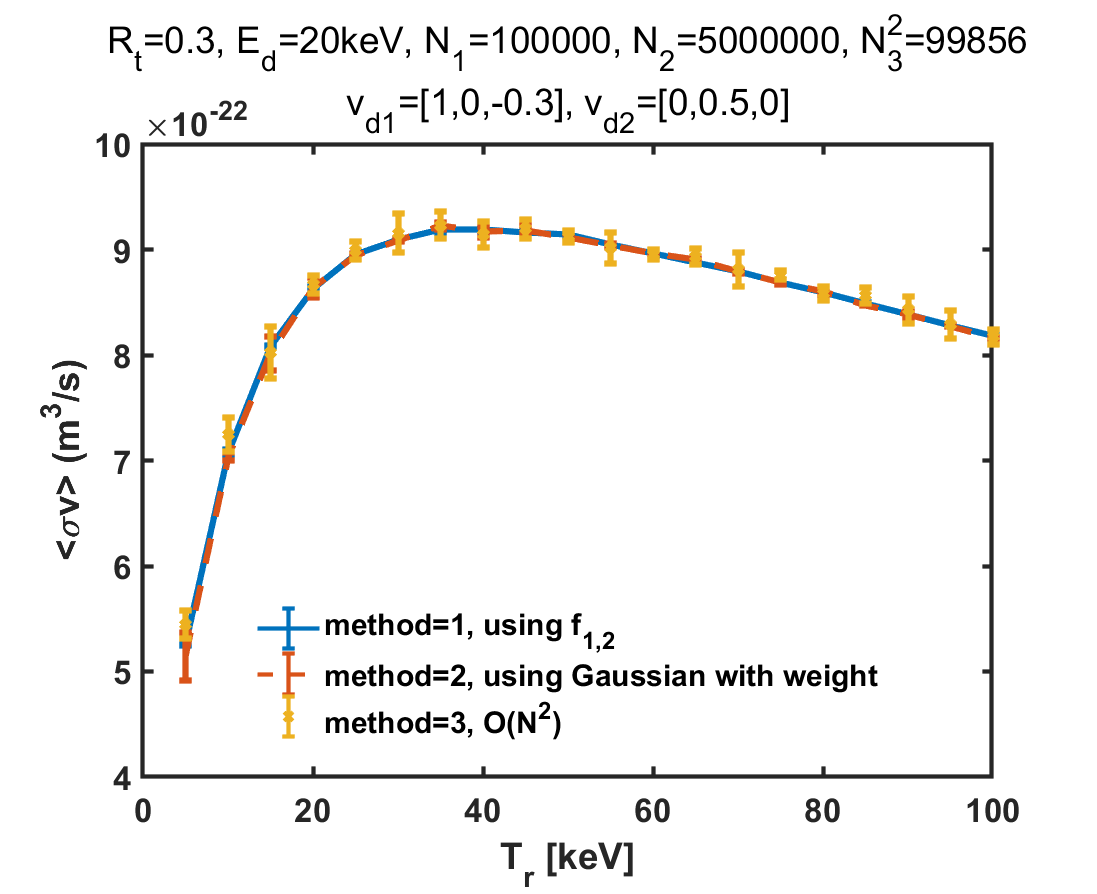 R_t=0.3, E_d=20keV, N_1=100000, N_2=5000000, N_3^2=99856
v_d1=[1,0,-0.3], v_d2=[0,0.5,0]
×10^-22
10
9
8
7
6
5
4
<σv> (m^3/s)
method=1, using f_1,2
method=2, using Gaussian with weight
method=3, O(N^2)
0 20 40 60 80 100
T_r [keV]